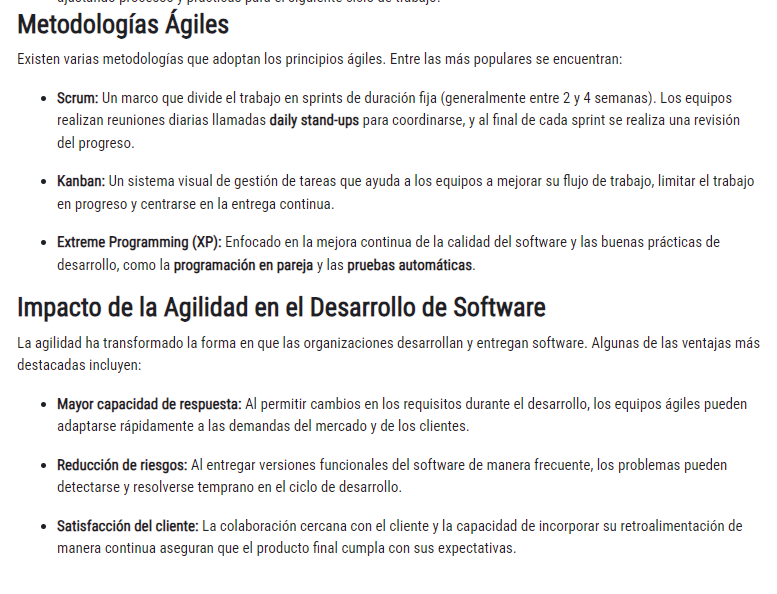 ajustando procesos y prácticas para el siguiente ciclo de trabajo.
Metodologías Ágiles
Existen varias metodologías que adoptan los principios ágiles. Entre las más populares se encuentran:
• Scrum: Un marco que divide el trabajo en sprints de duración fija (generalmente entre 2 y 4 semanas). Los equipos
realizan reuniones diarias llamadas daily stand-ups para coordinarse, y al final de cada sprint se realiza una revisión
del progreso.
• Kanban: Un sistema visual de gestión de tareas que ayuda a los equipos a mejorar su flujo de trabajo, limitar el trabajo
en progreso y centrarse en la entrega continua.
• Extreme Programming (XP): Enfocado en la mejora continua de la calidad del software y las buenas prácticas de
desarrollo, como la programación en pareja y las pruebas automáticas.
Impacto de la Agilidad en el Desarrollo de Software
La agilidad ha transformado la forma en que las organizaciones desarrollan y entregan software. Algunas de las ventajas más
destacadas incluyen:
• Mayor capacidad de respuesta: Al permitir cambios en los requisitos durante el desarrollo, los equipos ágiles pueden
adaptarse rápidamente a las demandas del mercado y de los clientes.
• Reducción de riesgos: Al entregar versiones funcionales del software de manera frecuente, los problemas pueden
detectarse y resolverse temprano en el ciclo de desarrollo.
• Satisfacción del cliente: La colaboración cercana con el cliente y la capacidad de incorporar su retroalimentación de
manera continua aseguran que el producto final cumpla con sus expectativas.